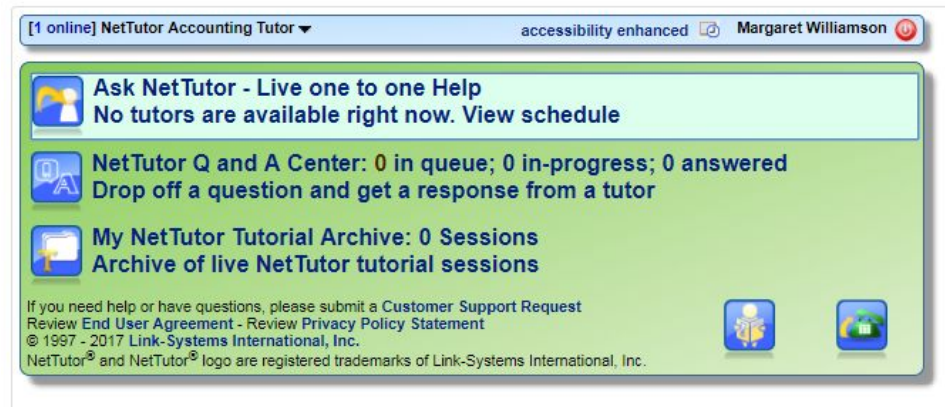 [1 online] NetTutor Accounting Tutor
accessibility enhanced
Margaret Williamson
Ask NetTutor - Live one to one Help
No tutors are available right now. View schedule
Q A
NetTutor Q and A Center: 0 in queue; 0 in-progress; 0 answered
Drop off a question and get a response from a tutor
My NetTutor Tutorial Archive: 0 Sessions
Archive of live NetTutor tutorial sessions
If you need help or have questions, please submit a Customer Support Request
Review End User Agreement - Review Privacy Policy Statement
© 1997 - 2017 Link-Systems International, Inc.
NetTutor® and NetTutor® logo are registered trademarks of Link-Systems International, Inc.